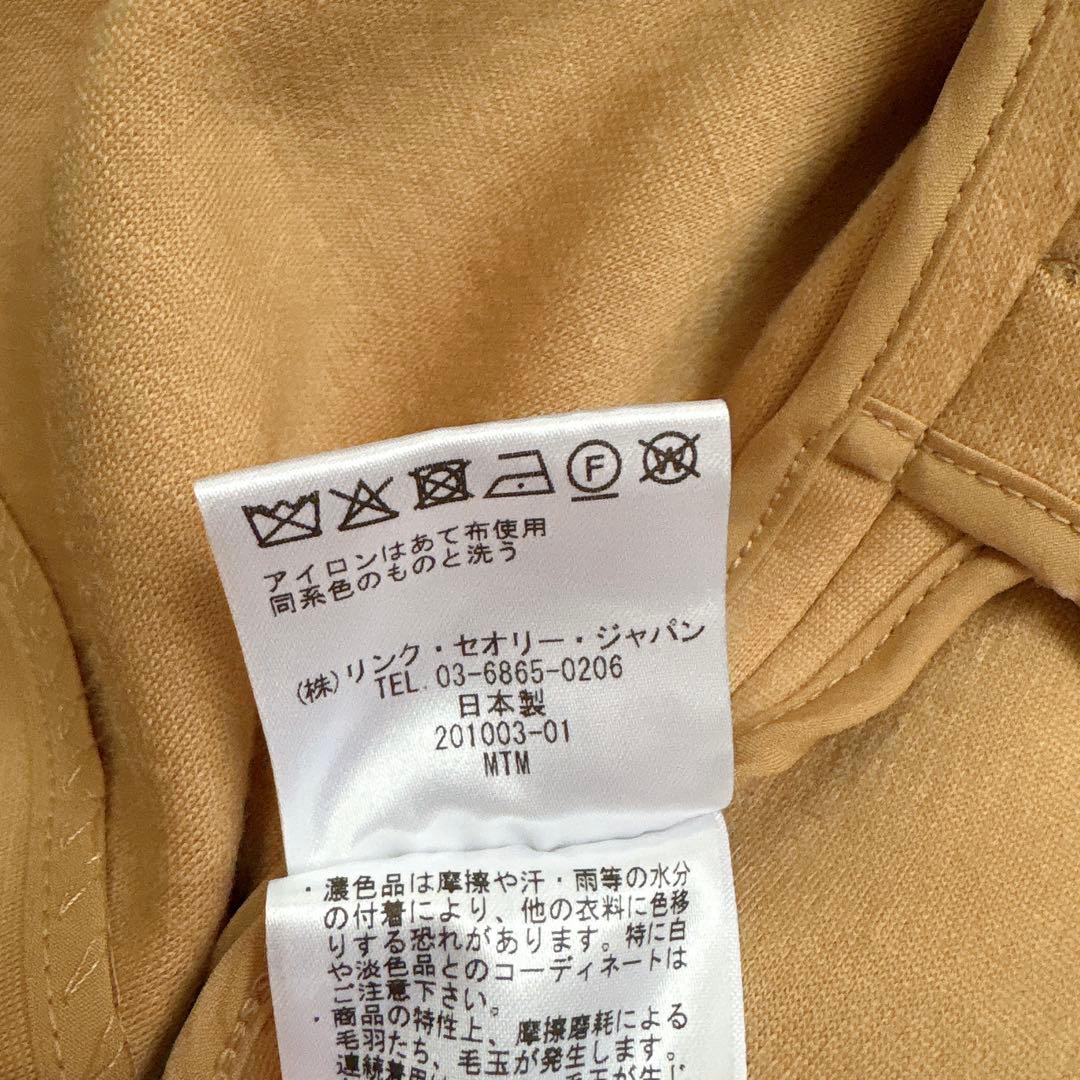 F W
アイロンはあて布使用
同系色のものと洗う
(株)リンク・セオリー・ジャパン
TEL. 03-6865-0206
日本製
201003-01
MTM
・濃色品は摩擦や汗・雨等の水分
の付着により、他の衣料に色移
りする恐れがあります。特に白
や淡色品とのコーディネートは
ご注意下さい。
・商品の特性上、摩擦磨耗による
毛羽たち、毛玉が発生します。
連続着用